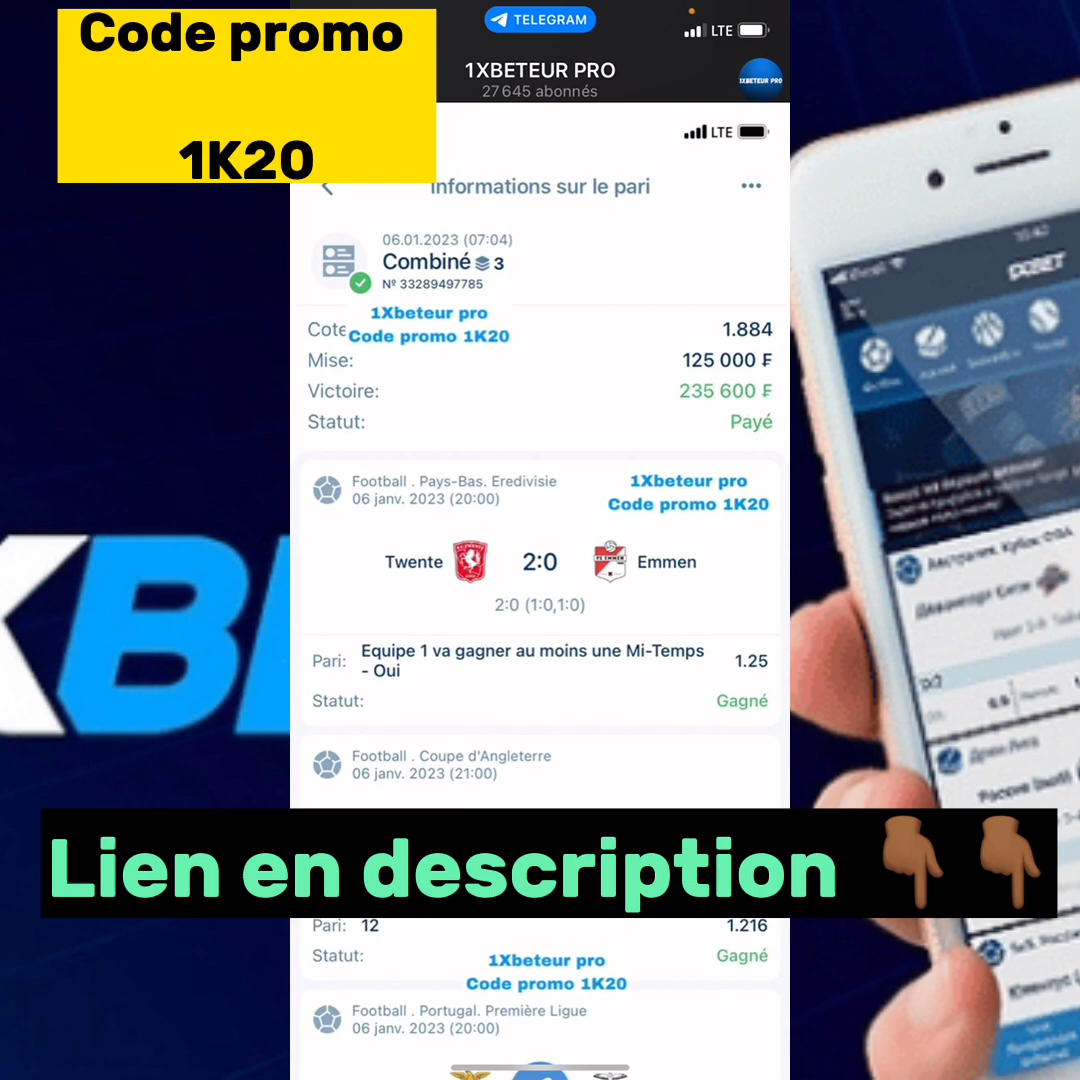 Code promo
1K20
TELEGRAM
LTE
1XBETEUR PRO
27 645 abonnés
1XBETEUR PRO
LTE
Informations sur le pari
06.01.2023 (07:04)
Combiné 3
Nº 33289497785
1Xbeteur pro
Code promo 1K20
Cote 1.884
Mise: 125 000 ₣
Victoire: 235 600 ₣
Statut: Payé
Football . Pays-Bas. Eredivisie
06 janv. 2023 (20:00)
1Xbeteur pro
Code promo 1K20
Twente 2:0 Emmen
2:0 (1:0,1:0)
Pari: Equipe 1 va gagner au moins une Mi-Temps
- Oui 1.25
Statut: Gagné
Football . Coupe d'Angleterre
06 janv. 2023 (21:00)
Lien en description
Pari: 12 1.216
Statut: Gagné
1Xbeteur pro
Code promo 1K20
Football . Portugal. Première Ligue
06 janv. 2023 (20:00)
XB
1XBET